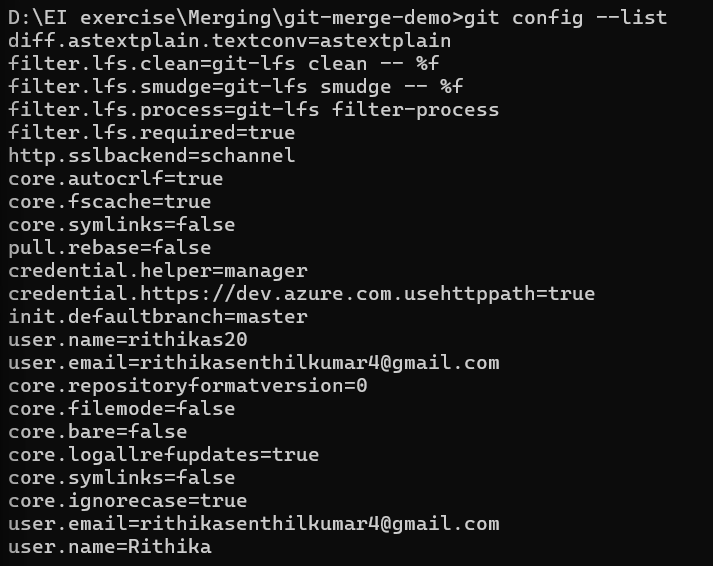 D:\EI exercise\Merging\git-merge-demo>git config --list
diff.astextplain.textconv=astextplain
filter.lfs.clean=git-lfs clean -- %f
filter.lfs.smudge=git-lfs smudge -- %f
filter.lfs.process=git-lfs filter-process
filter.lfs.required=true
http.sslbackend=schannel
core.autocrlf=true
core.fscache=true
core.symlinks=false
pull.rebase=false
credential.helper=manager
credential.https://dev.azure.com.usehttppath=true
init.defaultbranch=master
user.name=rithikas20
user.email=rithikasenthilkumar4@gmail.com
core.repositoryformatversion=0
core.filemode=false
core.bare=false
core.logallrefupdates=true
core.symlinks=false
core.ignorecase=true
user.email=rithikasenthilkumar4@gmail.com
user.name=Rithika